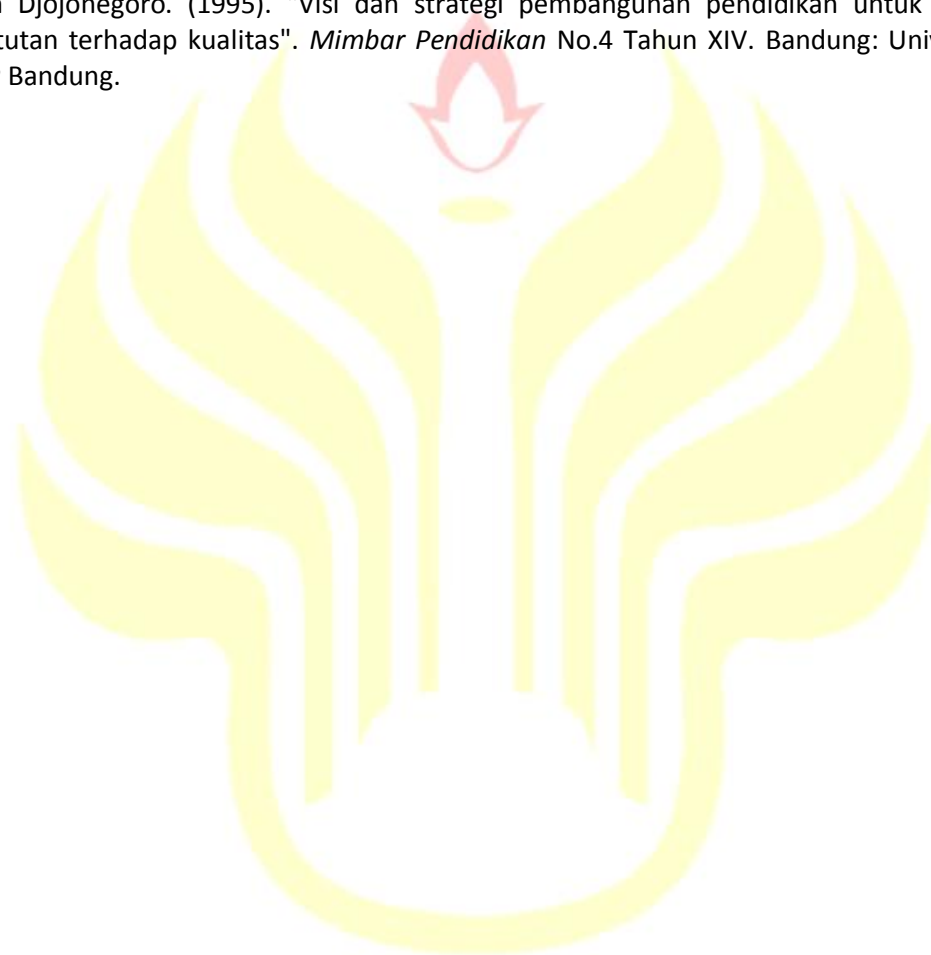 Djojonegoro. (1995). "Visi dan strategi pembangunan pendidikan untuk
tutan terhadap kualitas". Mimbar Pendidikan No.4 Tahun XIV. Bandung: Univ
Bandung.